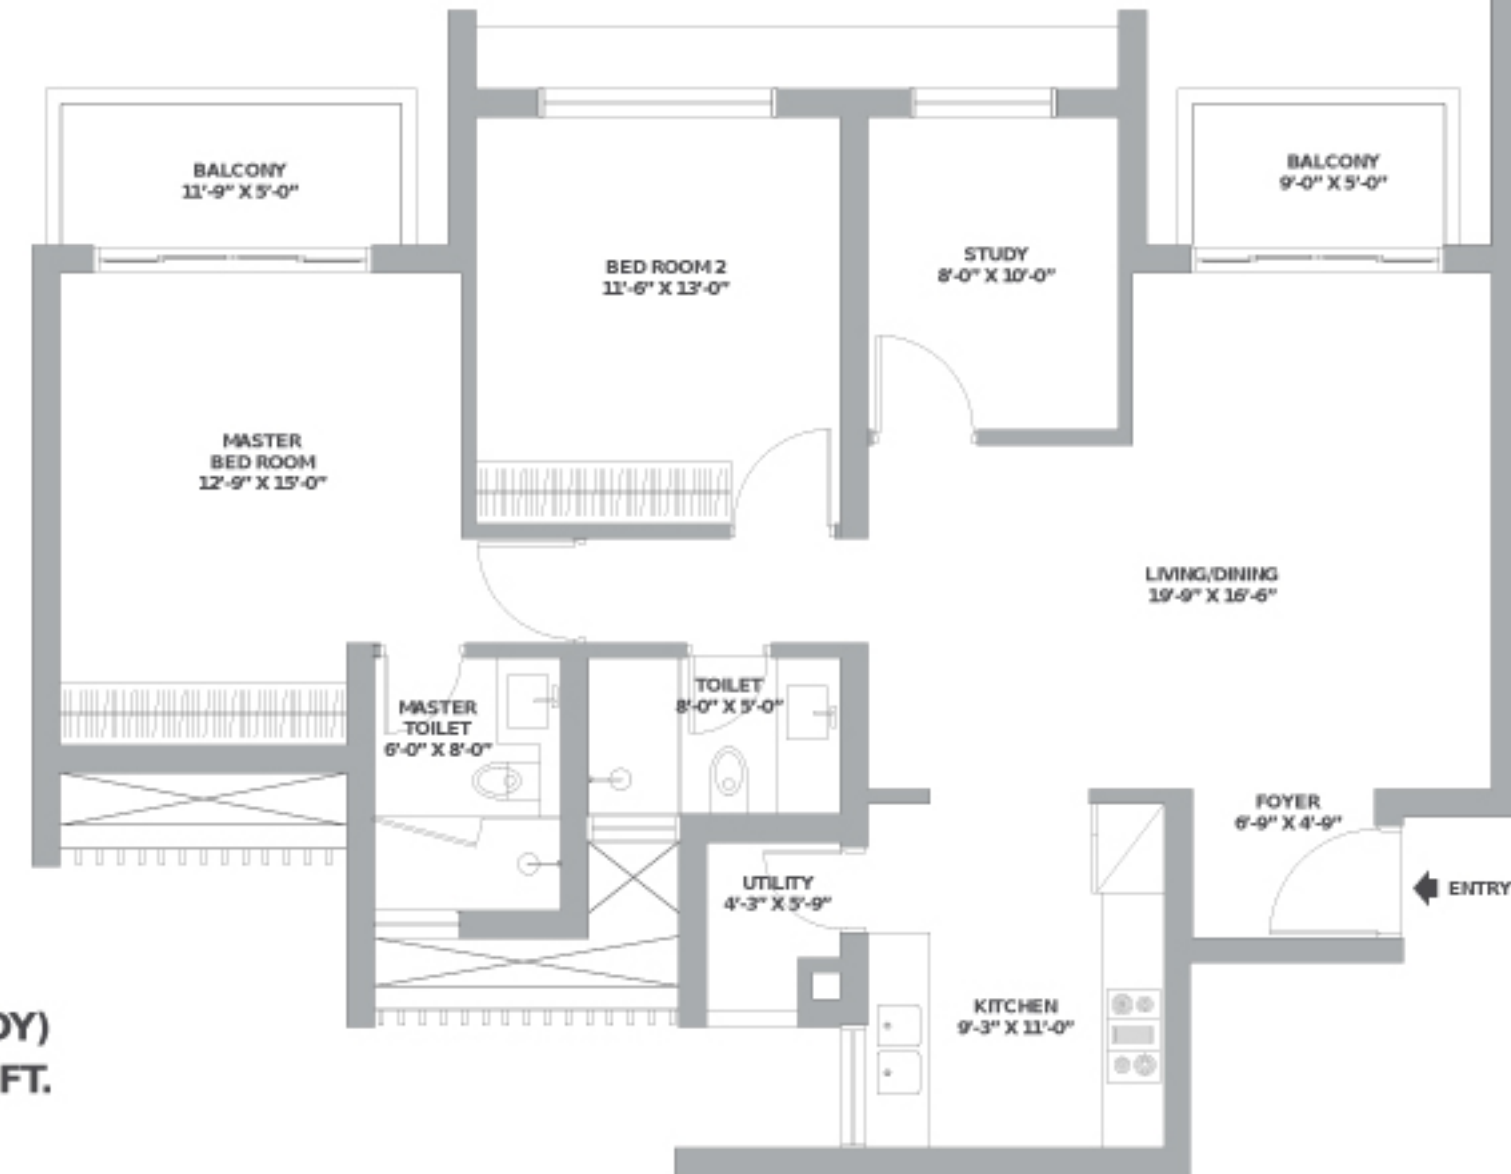 BALCONY
11'-9" X 5'-0"
BALCONY
9'-0" X 5'-0"
BED ROOM 2
11'-6" X 13'-0"
STUDY
8'-0" X 10'-0"
MASTER
BED ROOM
12'-9" X 15'-0"
LIVING/DINING
19'-9" X 16'-6"
TOILET
8'-0" X 5'-0"
MASTER
TOILET
6'-0" X 8'-0"
FOYER
6'-9" X 4'-9"
UTILITY
4'-3" X 5'-9"
ENTRY
KITCHEN
9'-3" X 11'-0"
DY)
FT.